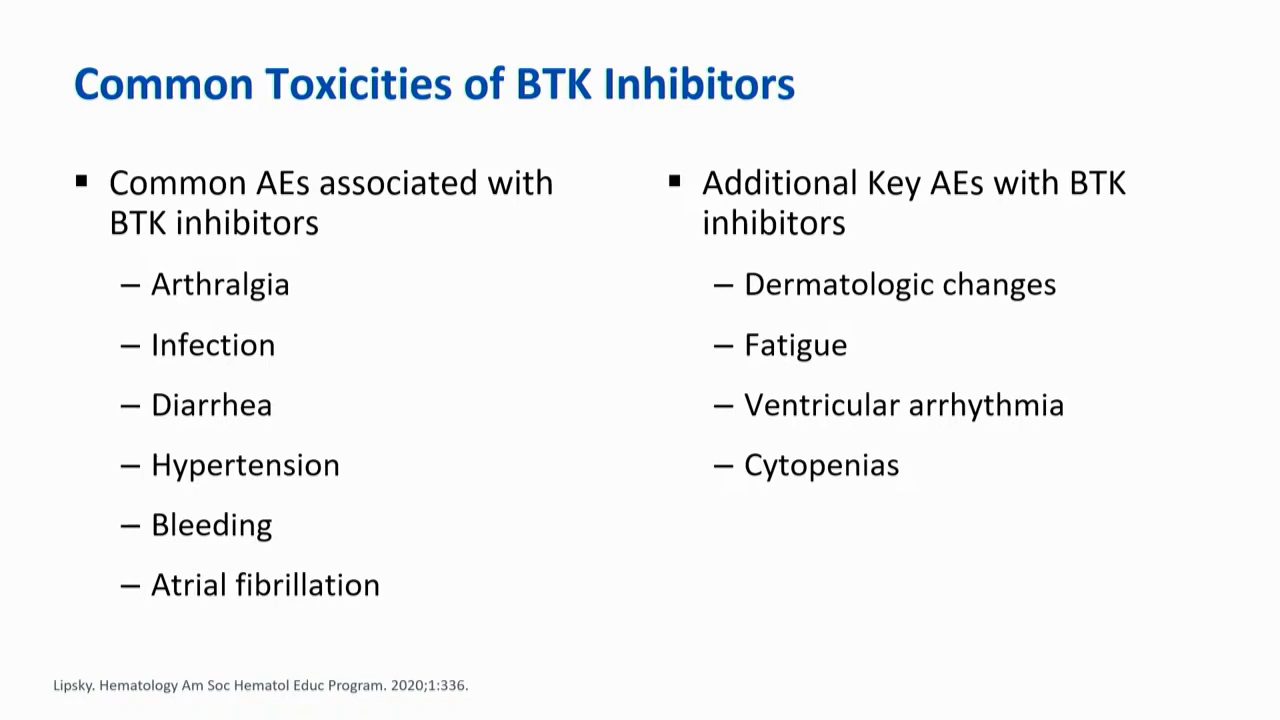 Common Toxicities of BTK Inhibitors
▪ Common AEs associated with
BTK inhibitors
– Arthralgia
– Infection
– Diarrhea
– Hypertension
– Bleeding
– Atrial fibrillation
▪ Additional Key AEs with BTK
inhibitors
– Dermatologic changes
– Fatigue
– Ventricular arrhythmia
– Cytopenias
Lipsky. Hematology Am Soc Hematol Educ Program. 2020;1:336.